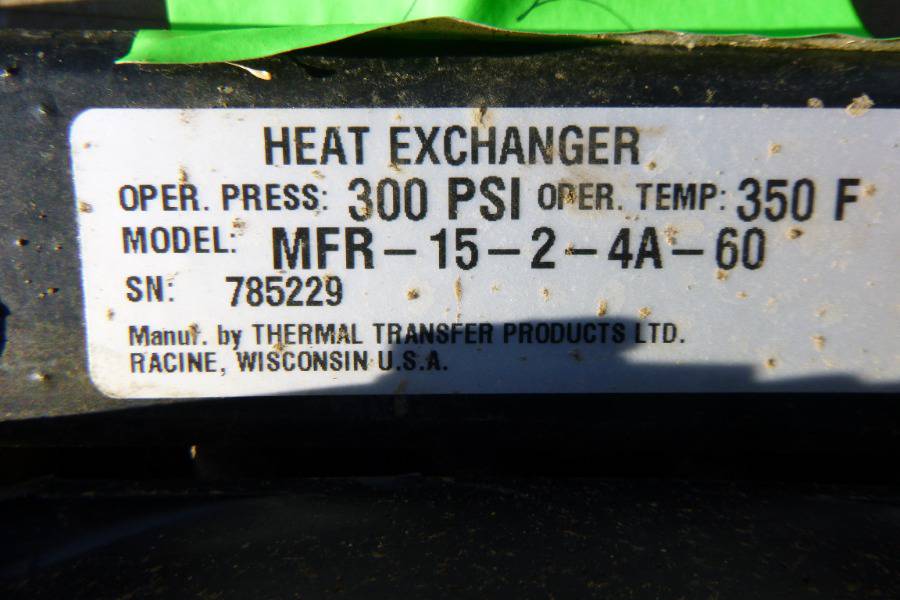 HEAT EXCHANGER
OPER. PRESS: 300 PSI OPER. TEMP: 350 F
MODEL: MFR-15-2-4A-60
SN: 785229
Manuf. by THERMAL TRANSFER PRODUCTS LTD.
RACINE, WISCONSIN U.S.A.